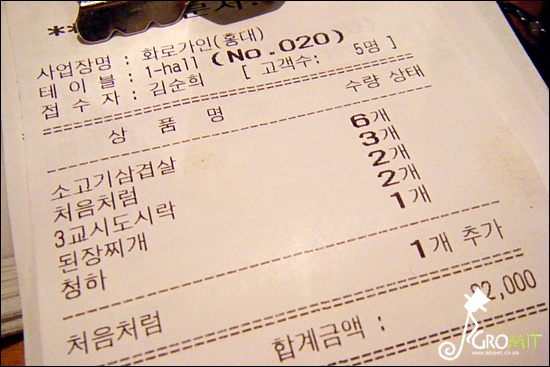 사업장명 : 화로가인(홍대)
테 이 블 : 1-hall (No.020)
접 수 자 : 김순희 [ 고객수: 5명 ]
상 품 명 수량 상태
소고기삼겹살 6개
처음처럼 3개
3교시도시락 2개
된장찌개 2개
청하 1개
처음처럼 1개 추가
합계금액 : 2,000
GROMIT
www.gromit.co.kr